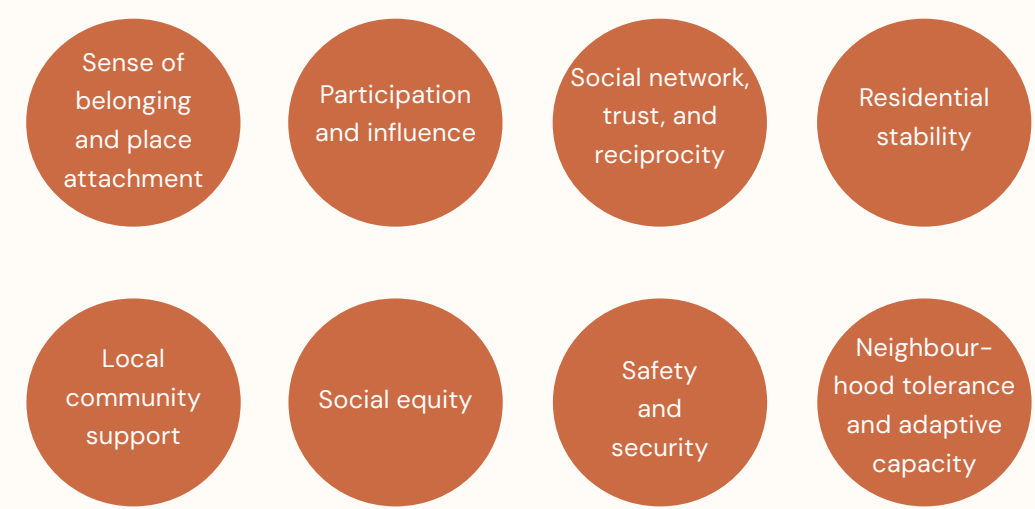 Sense of
belonging
and place
attachment
Participation
and influence
Social network,
trust, and
reciprocity
Residential
stability
Local
community
support
Social equity
Safety
and
security
Neighbour-
hood tolerance
and adaptive
capacity